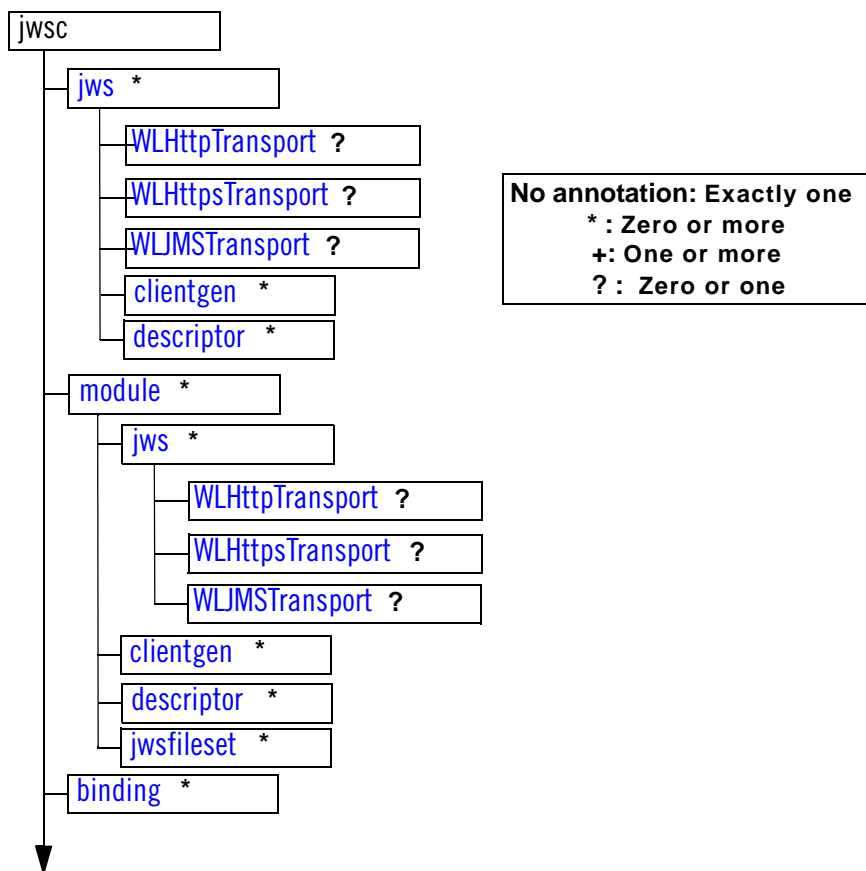 jwsc
jws *
WLHttpTransport ?
WLHttpsTransport ?
WLJMSTransport ?
clientgen *
descriptor *
module *
jws *
WLHttpTransport ?
WLHttpsTransport ?
WLJMSTransport ?
clientgen *
descriptor *
jwsfileset *
binding *
No annotation: Exactly one
* : Zero or more
+: One or more
? : Zero or one